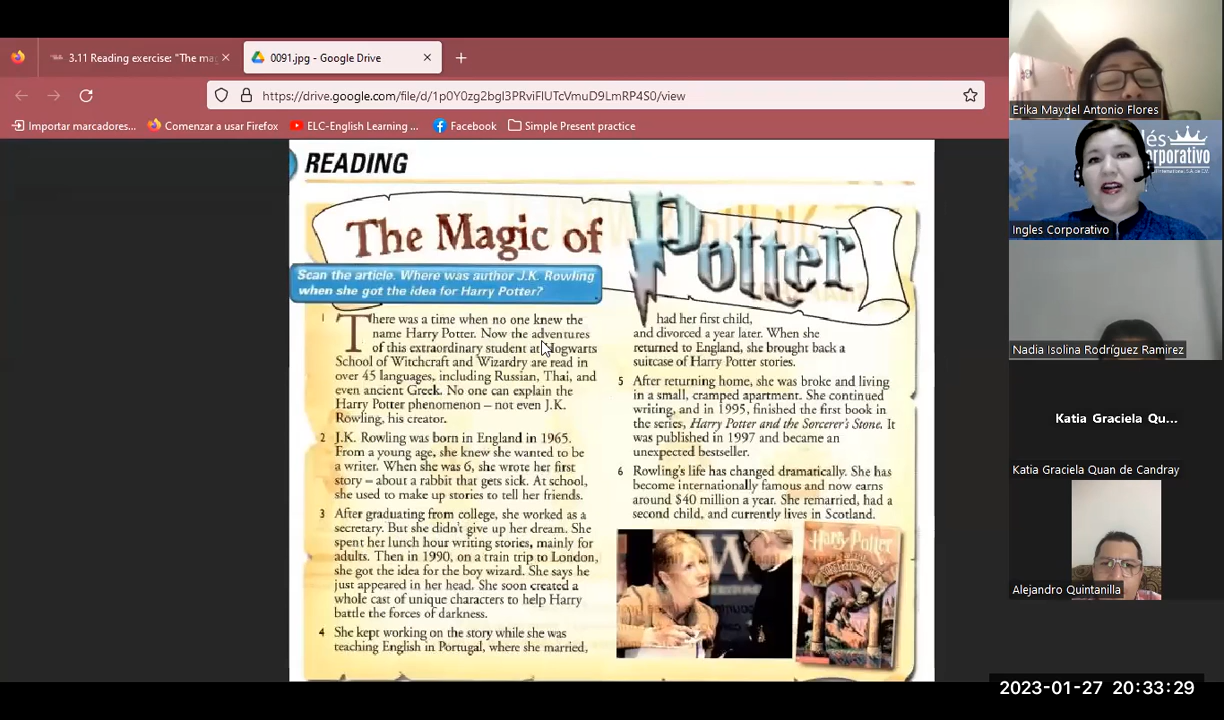 3.11 Reading exercise: "The ma
0091.jpg - Google Drive
https://drive.google.com/file/d/1p0Y0zg2bgl3PRviFIUTcVmuD9LmRP4S0/view
Importar marcadores...
Comenzar a usar Firefox
ELC-English Learning ...
Facebook
Simple Present practice
READING
The Magic of Potter
Scan the article. Where was author J.K. Rowling
when she got the idea for Harry Potter?
1 There was a time when no one knew the
name Harry Potter. Now the adventures
of this extraordinary student at Hogwarts
School of Witchcraft and Wizardry are read in
over 45 languages, including Russian, Thai, and
even ancient Greek. No one can explain the
Harry Potter phenomenon – not even J.K.
Rowling, his creator.
2 J.K. Rowling was born in England in 1965.
From a young age, she knew she wanted to be
a writer. When she was 6, she wrote her first
story – about a rabbit that gets sick. At school,
she used to make up stories to tell her friends.
3 After graduating from college, she worked as a
secretary. But she didn't give up her dream. She
spent her lunch hour writing stories, mainly for
adults. Then in 1990, on a train trip to London,
she got the idea for the boy wizard. She says he
just appeared in her head. She soon created a
whole cast of unique characters to help Harry
battle the forces of darkness.
4 She kept working on the story while she was
teaching English in Portugal, where she married,
had her first child,
and divorced a year later. When she
returned to England, she brought back a
suitcase of Harry Potter stories.
5 After returning home, she was broke and living
in a small, cramped apartment. She continued
writing, and in 1995, finished the first book in
the series, Harry Potter and the Sorcerer's Stone. It
was published in 1997 and became an
unexpected bestseller.
6 Rowling's life has changed dramatically. She has
become internationally famous and now earns
around $40 million a year. She remarried, had a
second child, and currently lives in Scotland.
Harry Potter
Erika Maydel Antonio Flores
lés
Corporativo
Ingles Corporativo
Nadia Isolina Rodríguez Ramirez
Katia Graciela Qu...
Katia Graciela Quan de Candray
Alejandro Quintanilla
2023-01-27 20:33:29